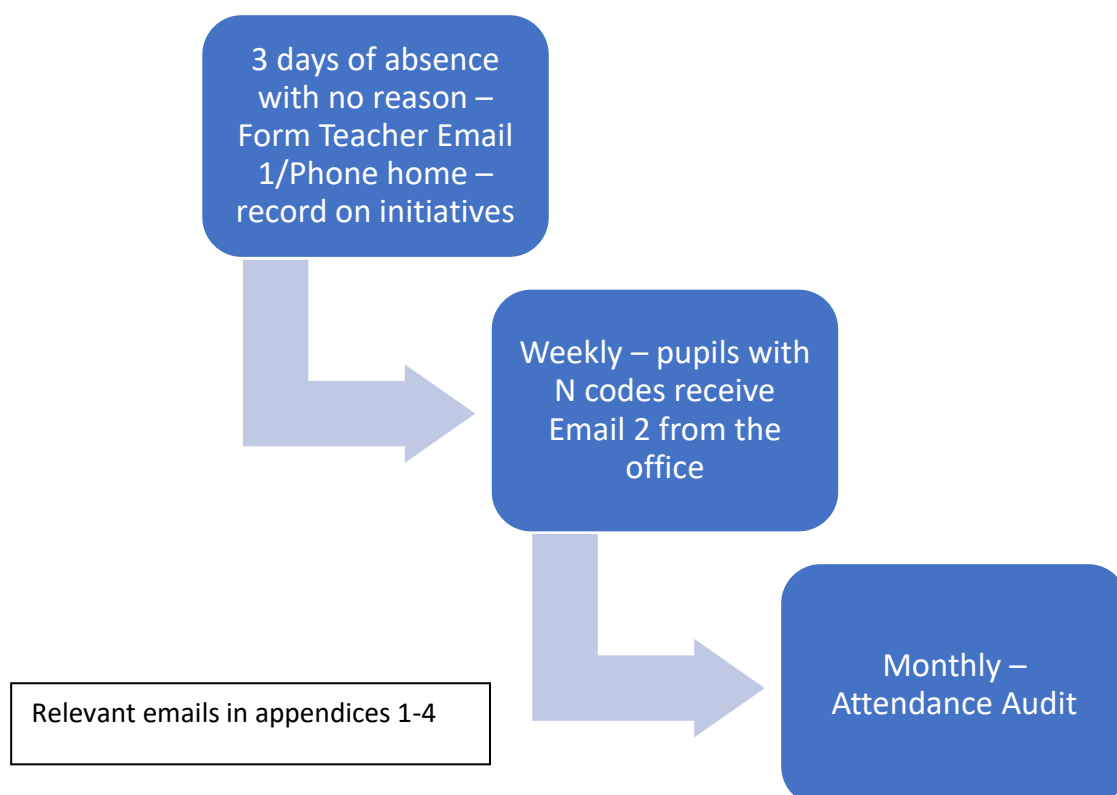 3 days of absence
with no reason –
Form Teacher Email
1/Phone home –
record on initiatives
Weekly – pupils with
N codes receive
Email 2 from the
office
Monthly –
Attendance Audit
Relevant emails in appendices 1-4